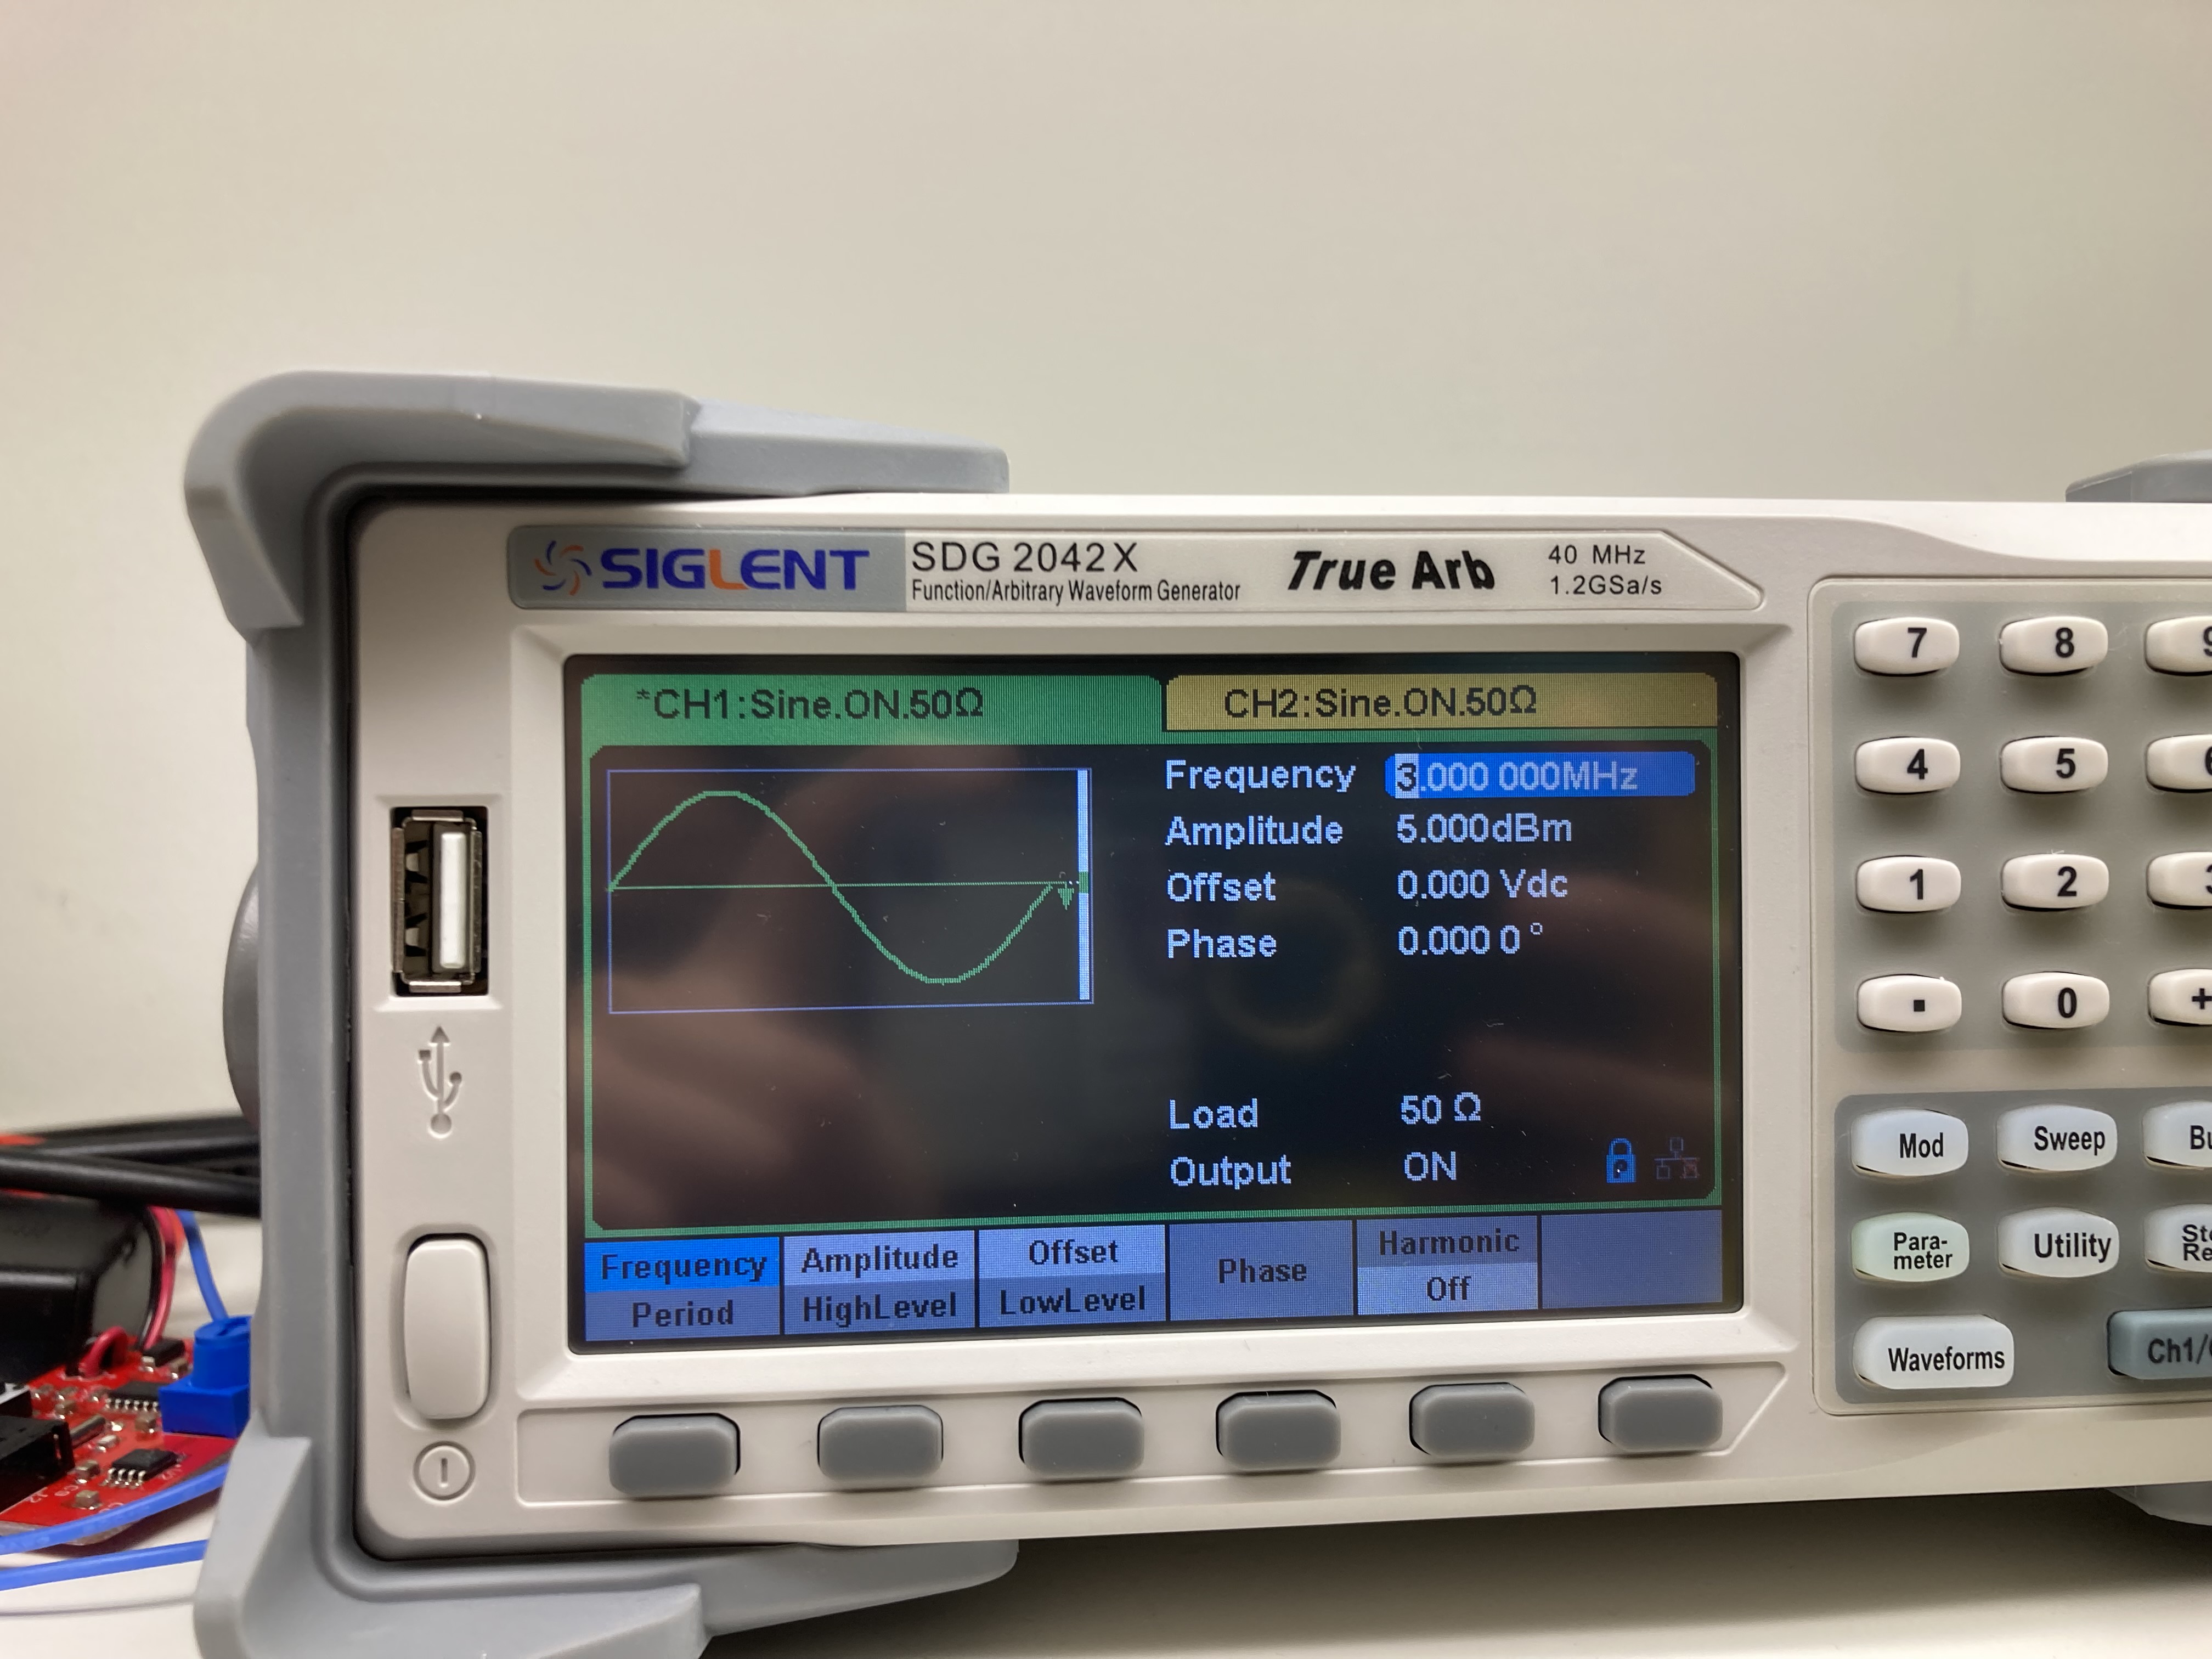 SIGLENT
SDG 2042X
Function/Arbitrary Waveform Generator
True Arb
40 MHz
1.2GSa/s
*CH1:Sine.ON.50Ω
CH2:Sine.ON.50Ω
Frequency 3.000 000MHz
Amplitude 5.000dBm
Offset 0.000 Vdc
Phase 0.000 0 °
Load 50 Ω
Output ON
Frequency
Period
Amplitude
HighLevel
Offset
LowLevel
Phase
Harmonic
Off
7 8
4 5
1 2
. 0
Mod Sweep
Para-
meter
Utility
Waveforms